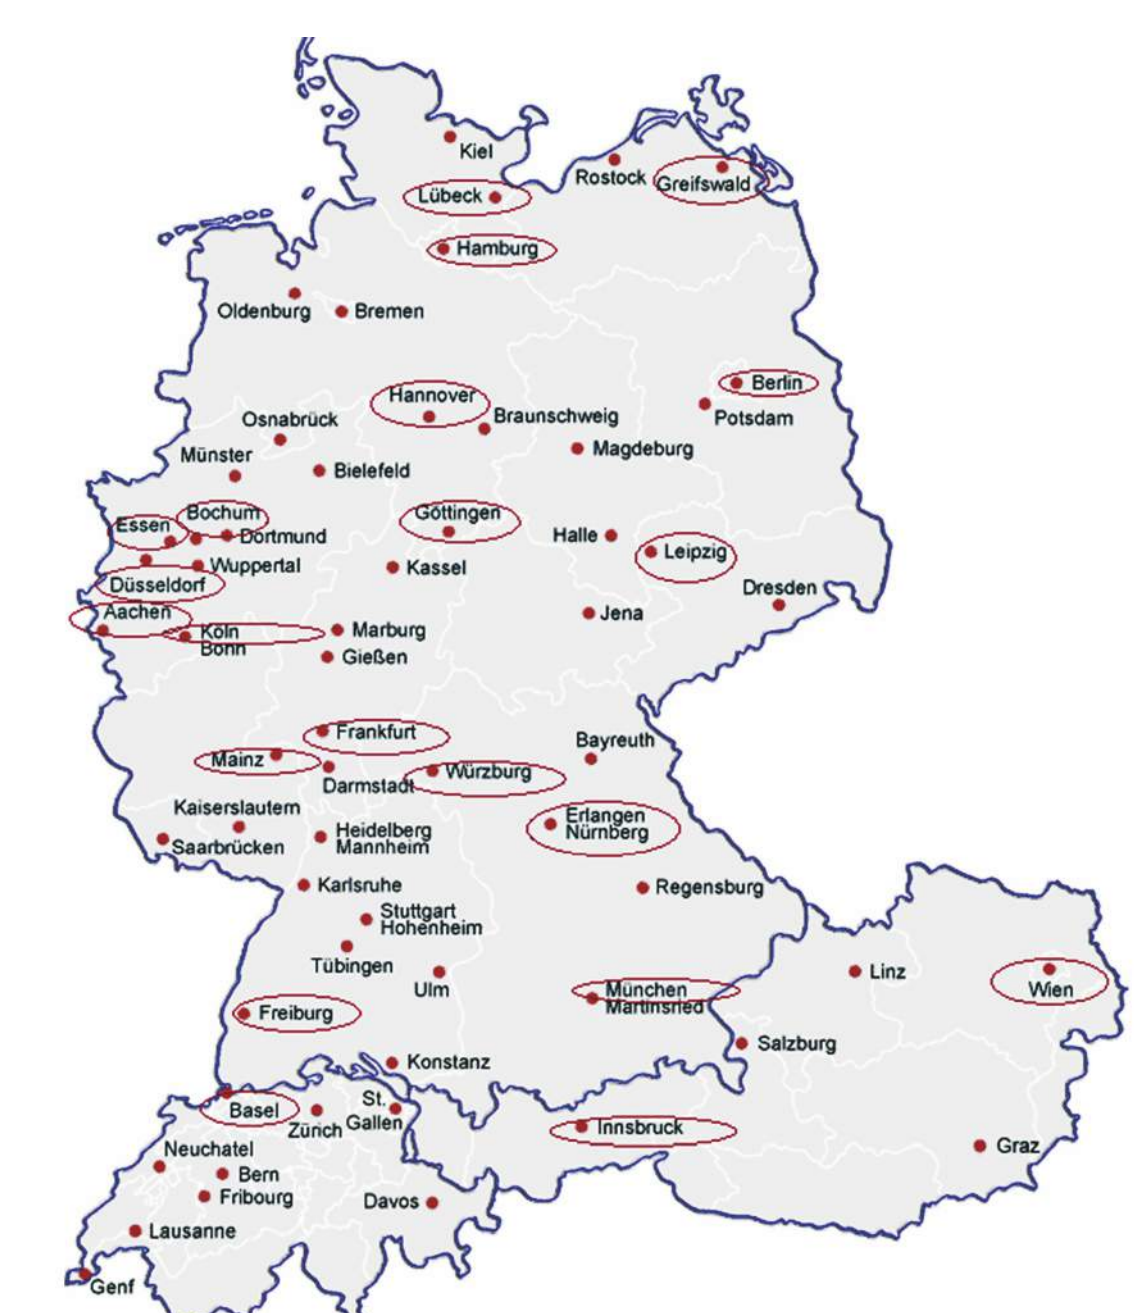 Kiel
Rostock
Greifswald
Lübeck
Hamburg
Oldenburg
Bremen
Berlin
Hannover
Potsdam
Osnabrück
Braunschweig
Magdeburg
Münster
Bielefeld
Bochum
Göttingen
Essen
Dortmund
Halle
Leipzig
Wuppertal
Kassel
Düsseldorf
Dresden
Aachen
Jena
Köln
Bonn
Marburg
Gießen
Frankfurt
Bayreuth
Mainz
Würzburg
Darmstadt
Kaiserslautern
Erlangen
Nürnberg
Heidelberg
Mannheim
Saarbrücken
Karlsruhe
Regensburg
Stuttgart
Hohenheim
Tübingen
Linz
Ulm
München
Martinsried
Wien
Freiburg
Salzburg
Konstanz
Basel
St.
Gallen
Zürich
Innsbruck
Neuchatel
Graz
Bern
Fribourg
Davos
Lausanne
Genf